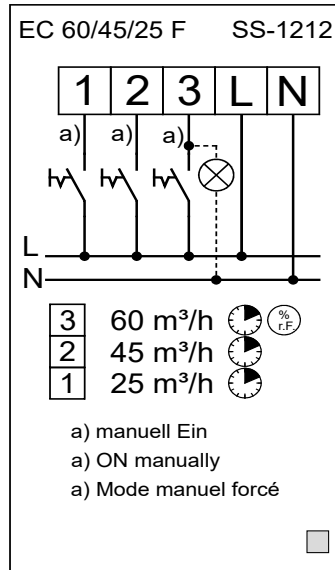 EC 60/45/25 F SS-1212
1 2 3 L N
a) a) a)
L
N
3 60 m³/h % r.F.
2 45 m³/h
1 25 m³/h
a) manuell Ein
a) ON manually
a) Mode manuel forcé